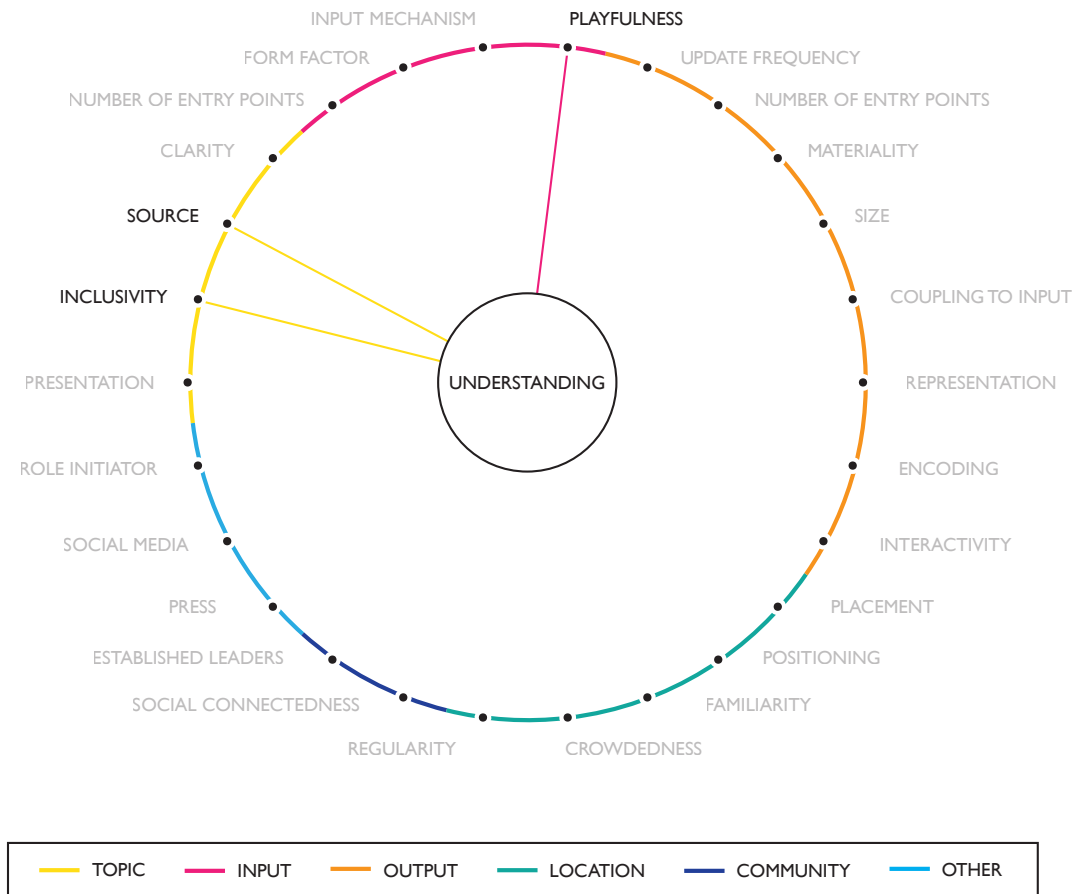 INPUT MECHANISM
PLAYFULNESS
FORM FACTOR
UPDATE FREQUENCY
NUMBER OF ENTRY POINTS
NUMBER OF ENTRY POINTS
CLARITY
MATERIALITY
SOURCE
SIZE
INCLUSIVITY
COUPLING TO INPUT
PRESENTATION
UNDERSTANDING
REPRESENTATION
ROLE INITIATOR
ENCODING
SOCIAL MEDIA
INTERACTIVITY
PRESS
PLACEMENT
ESTABLISHED LEADERS
POSITIONING
SOCIAL CONNECTEDNESS
FAMILIARITY
REGULARITY
CROWDEDNESS
TOPIC
INPUT
OUTPUT
LOCATION
COMMUNITY
OTHER